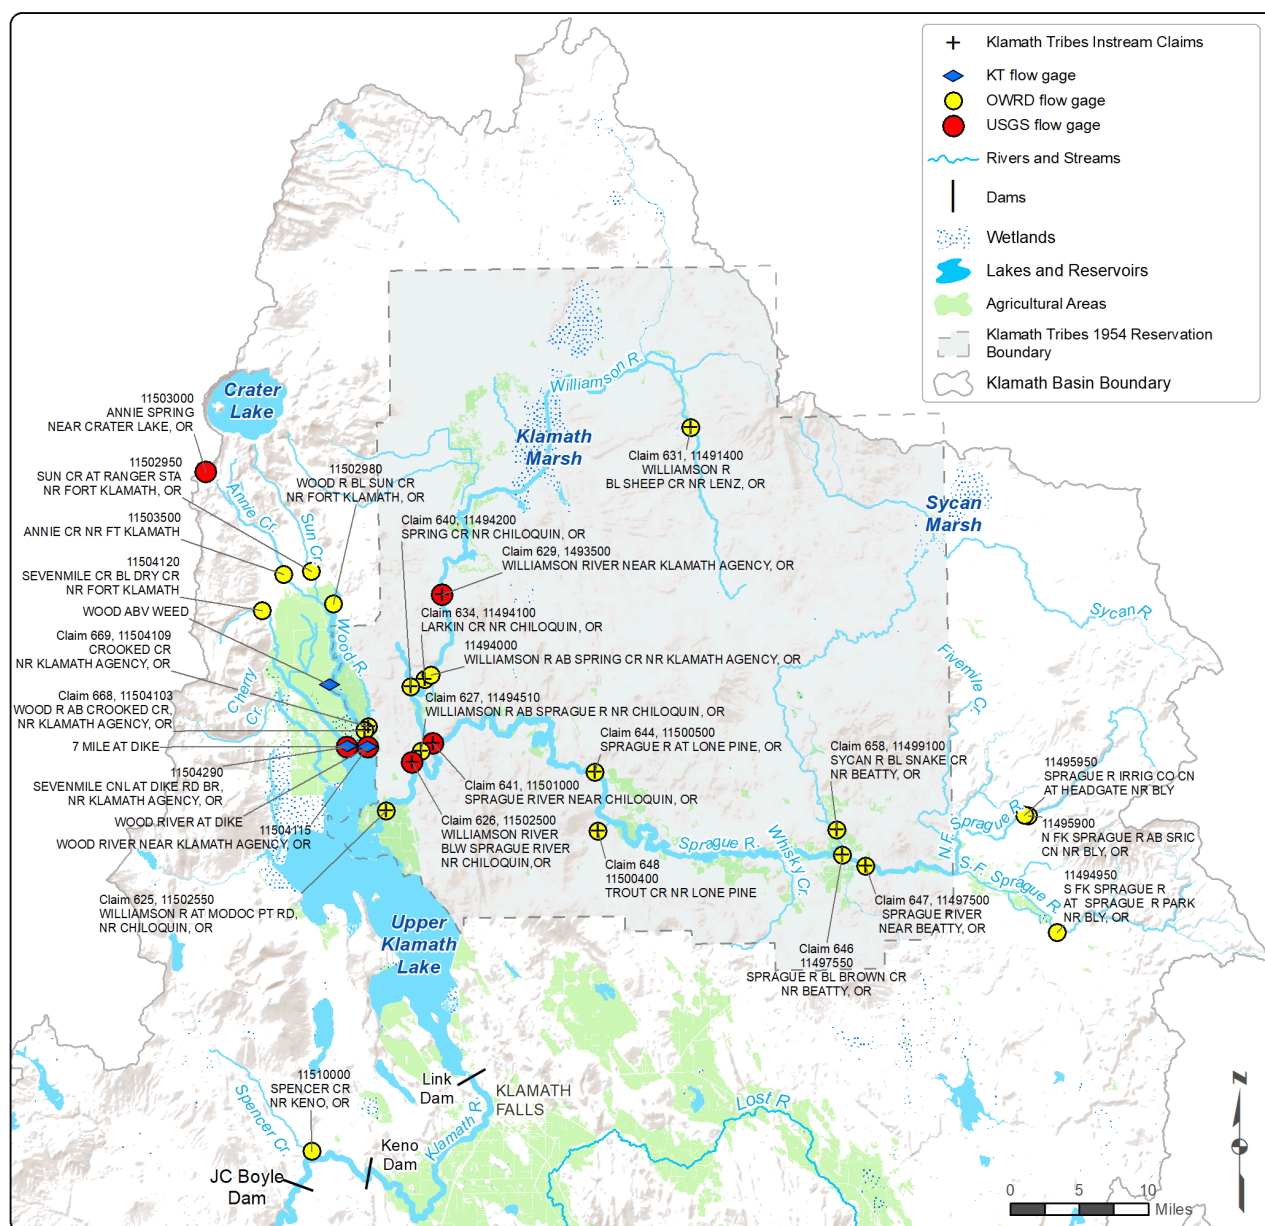 Klamath Tribes Instream Claims
KT flow gage
OWRD flow gage
USGS flow gage
Rivers and Streams
Dams
Wetlands
Lakes and Reservoirs
Agricultural Areas
Klamath Tribes 1954 Reservation
Boundary
Klamath Basin Boundary
Crater
Lake
11503000
ANNIE SPRING
NEAR CRATER LAKE, OR
11502950
SUN CR AT RANGER STA
NR FORT KLAMATH, OR
11503500
ANNIE CR NR FT KLAMATH
11504120
SEVENMILE CR BL DRY CR
NR FORT KLAMATH
WOOD ABV WEED
Claim 669, 11504109
CROOKED CR
NR KLAMATH AGENCY, OR
Claim 668, 11504103
WOOD R AB CROOKED CR,
NR KLAMATH AGENCY, OR
7 MILE AT DIKE
11504290
SEVENMILE CNL AT DIKE RD BR,
NR KLAMATH AGENCY, OR
WOOD RIVER AT DIKE
11504115
WOOD RIVER NEAR KLAMATH AGENCY, OR
Claim 625, 11502550
WILLIAMSON R AT MODOC PT RD,
NR CHILOQUIN, OR
11502980
WOOD R BL SUN CR
NR FORT KLAMATH, OR
Annie Cr.
Sun Cr.
Wood R.
Cherry
Cr.
Williamson R.
Klamath
Marsh
Claim 631, 11491400
WILLIAMSON R
BL SHEEP CR NR LENZ, OR
Sycan
Marsh
Claim 640, 11494200
SPRING CR NR CHILOQUIN, OR
Claim 629, 1493500
WILLIAMSON RIVER NEAR KLAMATH AGENCY, OR
Claim 634, 11494100
LARKIN CR NR CHILOQUIN, OR
11494000
WILLIAMSON R AB SPRING CR NR KLAMATH AGENCY, OR
Claim 627, 11494510
WILLIAMSON R AB SPRAGUE R NR CHILOQUIN, OR
Claim 644, 11500500
SPRAGUE R AT LONE PINE, OR
Claim 641, 11501000
SPRAGUE RIVER NEAR CHILOQUIN, OR
Claim 626, 11502500
WILLIAMSON RIVER
BLW SPRAGUE RIVER
NR CHILOQUIN,OR
Claim 648
11500400
TROUT CR NR LONE PINE
Claim 658, 11499100
SYCAN R BL SNAKE CR
NR BEATTY, OR
Sycan R.
Fivemile Cr.
11495950
SPRAGUE R IRRIG CO CN
AT HEADGATE NR BLY
11495900
N FK SPRAGUE R AB SRIC
CN NR BLY, OR
11494950
S FK SPRAGUE R
AT SPRAGUE R PARK
NR BLY, OR
N.F. Sprague R.
S.F. Sprague R.
Sprague R.
Whisky Cr.
Claim 647, 11497500
SPRAGUE RIVER
NEAR BEATTY, OR
Claim 646
11497550
SPRAGUE R BL BROWN CR
NR BEATTY, OR
Upper
Klamath
Lake
11510000
SPENCER CR
NR KENO, OR
Spencer Cr
Link
Dam
KLAMATH
FALLS
Klamath R.
Lost R
Keno
Dam
JC Boyle
Dam
N
0 5 10
Miles